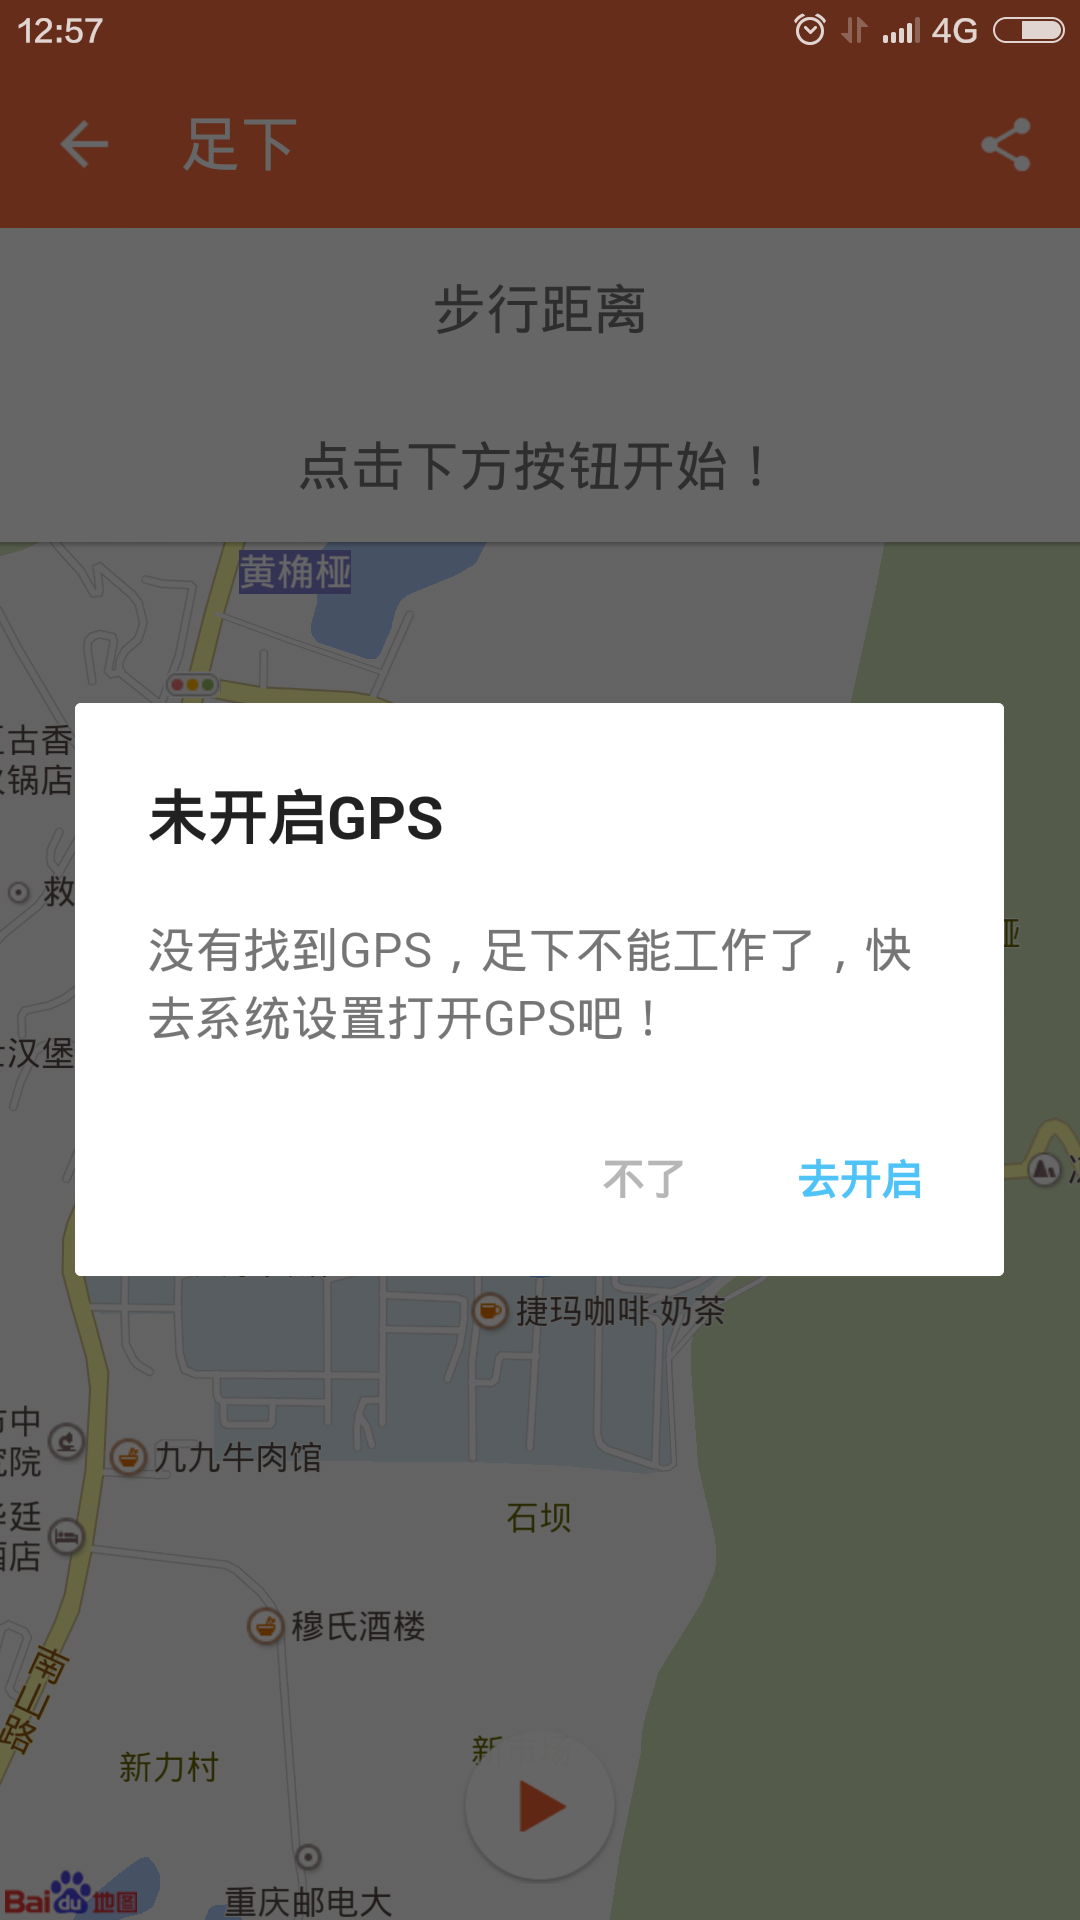 12:57
4G
足下
步行距离
点击下方按钮开始！
黄桷桠
古香
锅店
未开启GPS
救
没有找到GPS，足下不能工作了，快
去系统设置打开GPS吧！
汉堡
不了
去开启
捷玛咖啡·奶茶
中
院
九九牛肉馆
廷
店
石坝
穆氏酒楼
南山路
新力村
新
Baidu地图
重庆邮电大